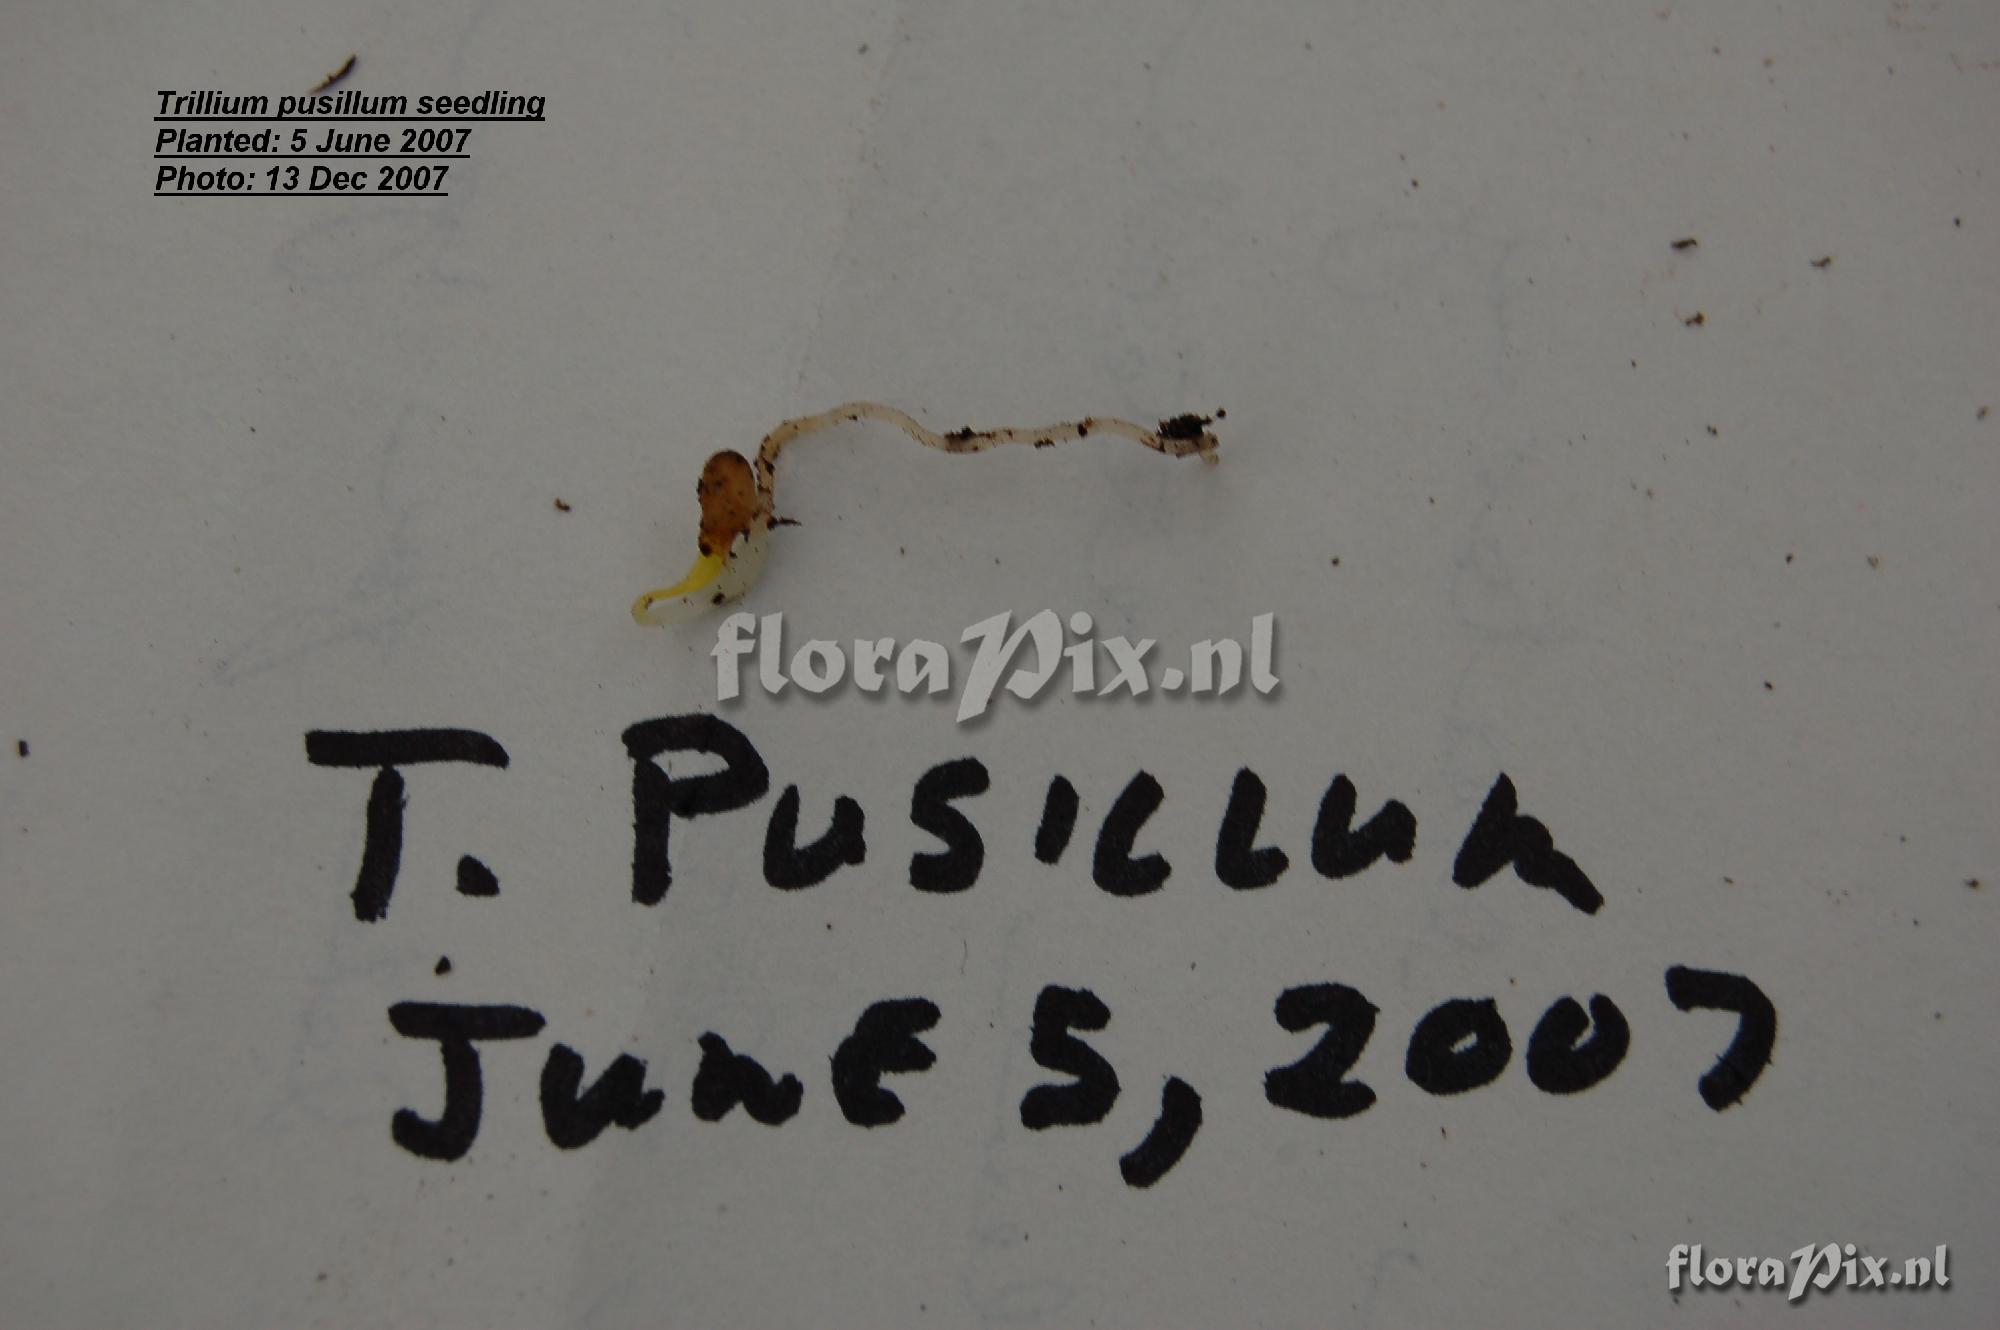 Trillium pusillum seedling
Planted: 5 June 2007
Photo: 13 Dec 2007
floraPix.nl
T. Pusillum
June 5, 2007
floraPix.nl